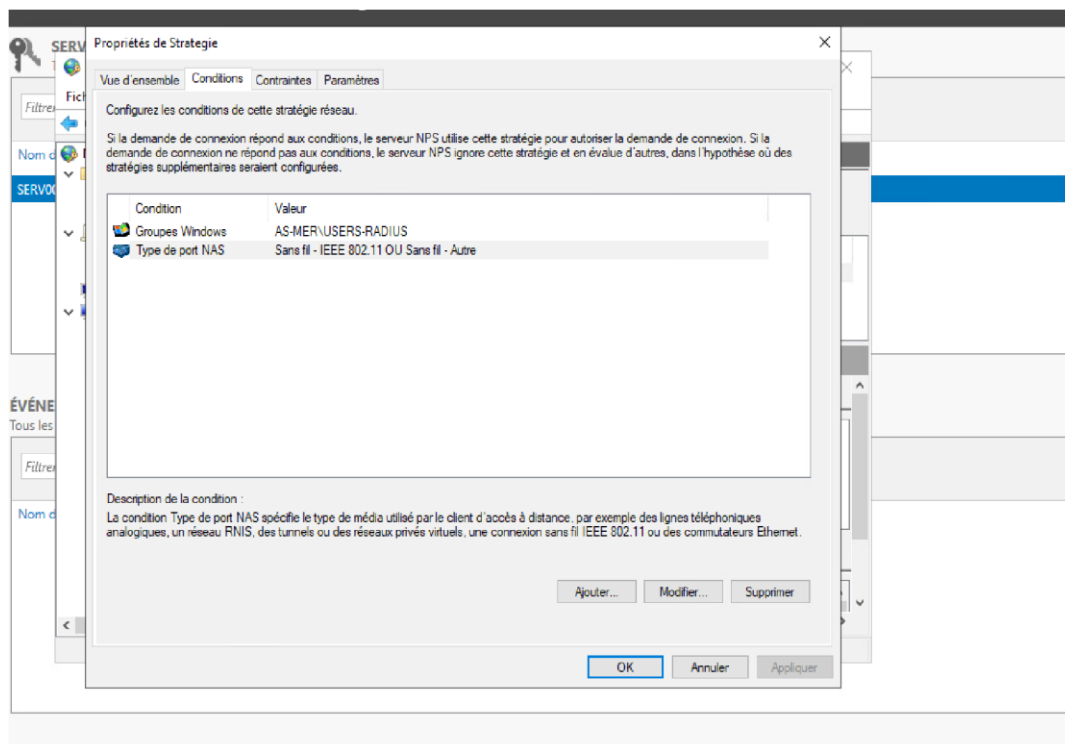 SERV
Propriétés de Strategie
Vue d'ensemble Conditions Contraintes Paramètres
Fich
Filtrer
Configurez les conditions de cette stratégie réseau.
Si la demande de connexion répond aux conditions, le serveur NPS utilise cette stratégie pour autoriser la demande de connexion. Si la
demande de connexion ne répond pas aux conditions, le serveur NPS ignore cette stratégie et en évalue d'autres, dans l'hypothèse où des
stratégies supplémentaires seraient configurées.
Nom d
SERV00
Condition Valeur
Groupes Windows AS-MER\USERS-RADIUS
Type de port NAS Sans fil - IEEE 802.11 OU Sans fil - Autre
ÉVÉNE
Tous les
Filtrer
Nom d
Description de la condition :
La condition Type de port NAS spécifie le type de média utilisé par le client d'accès à distance, par exemple des lignes téléphoniques
analogiques, un réseau RNIS, des tunnels ou des réseaux privés virtuels, une connexion sans fil IEEE 802.11 ou des commutateurs Ethernet.
Ajouter... Modifier... Supprimer
OK Annuler Appliquer